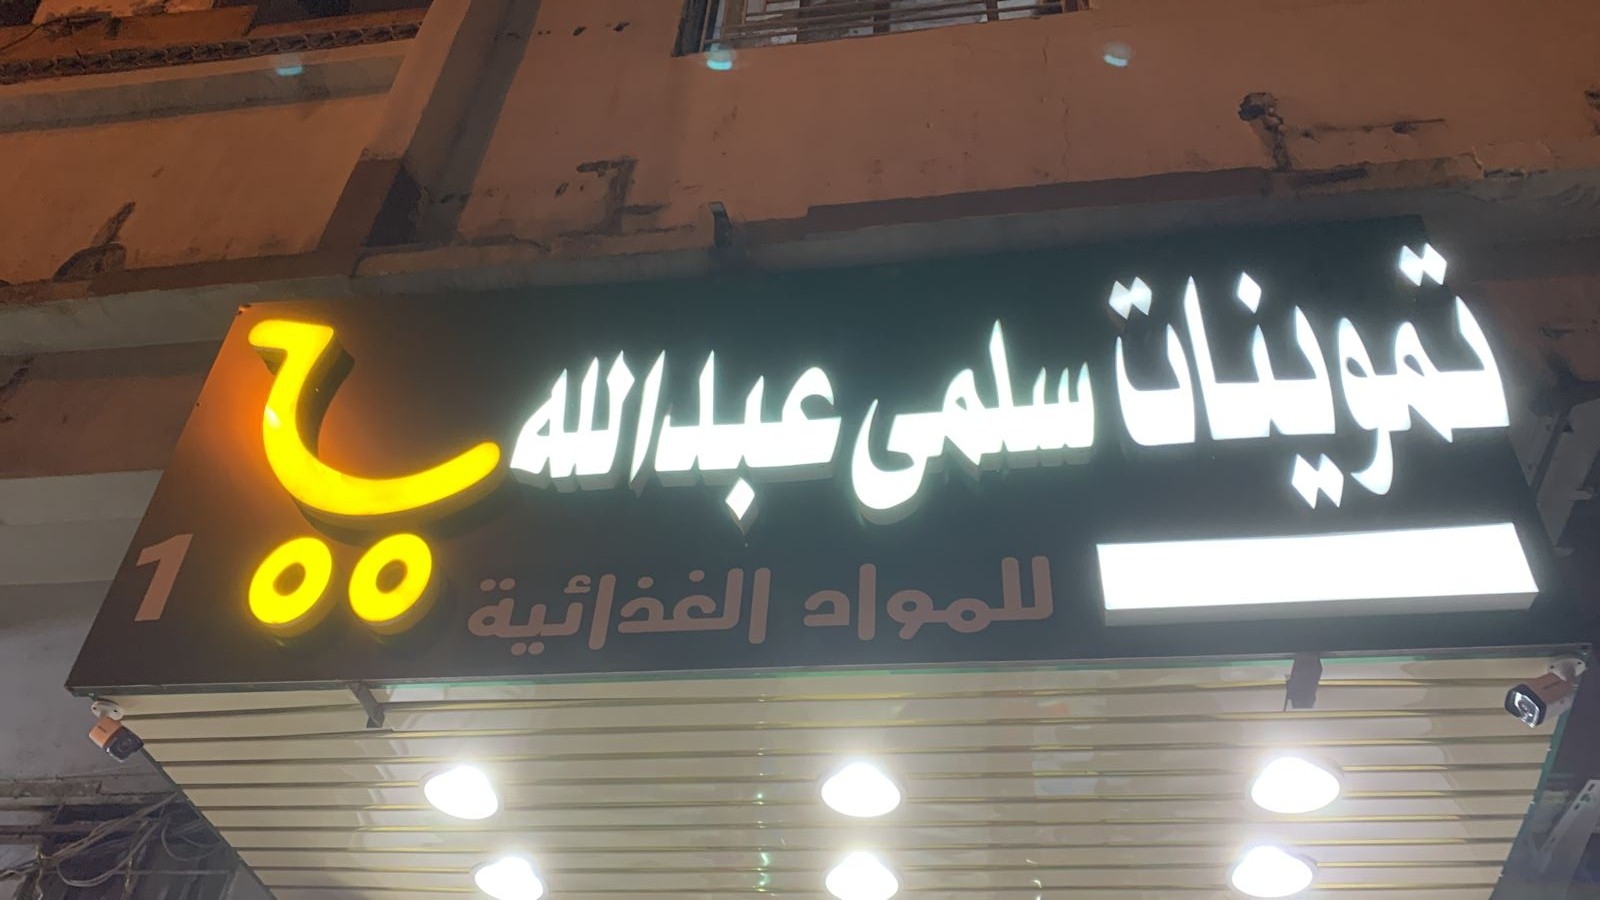 تموينات سلمى عبدالله
للمواد الغذائية
1